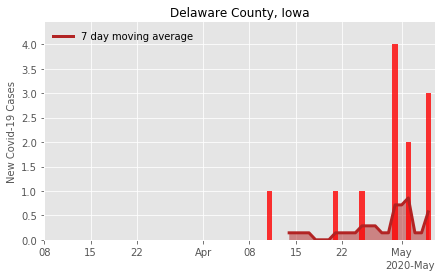 Delaware County, Iowa
7 day moving average
New Covid-19 Cases
4.0
3.5
3.0
2.5
2.0
1.5
1.0
0.5
0.0
08 15 22 Apr 08 15 22 May
2020-May